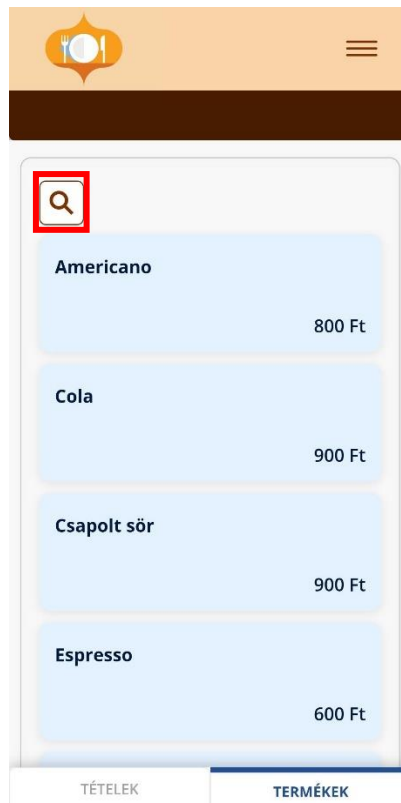 Americano
800 Ft
Cola
900 Ft
Csapolt sör
900 Ft
Espresso
600 Ft
TÉTELEK
TERMÉKEK